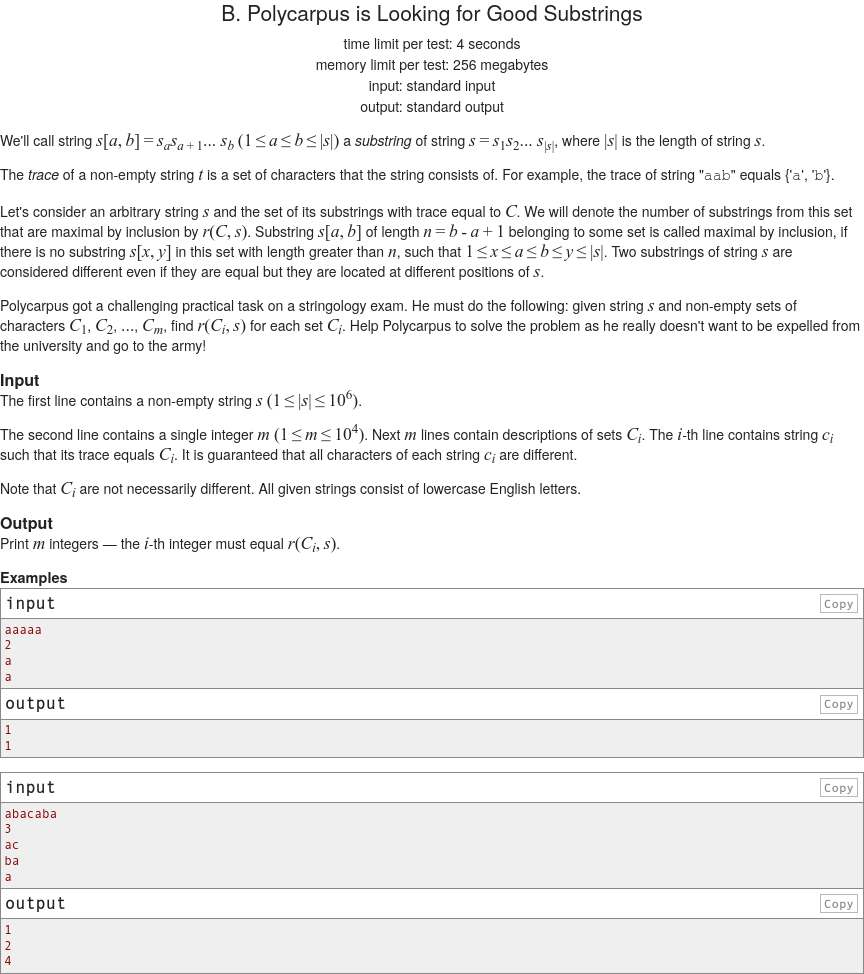 B. Polycarpus is Looking for Good Substrings
time limit per test: 4 seconds
memory limit per test: 256 megabytes
input: standard input
output: standard output
We'll call string s[a, b] = s_a s_{a + 1}... s_b (1 ≤ a ≤ b ≤ |s|) a substring of string s = s_1 s_2... s_{|s|}, where |s| is the length of string s.
The trace of a non-empty string t is a set of characters that the string consists of. For example, the trace of string "aab" equals {'a', 'b'}.
Let's consider an arbitrary string s and the set of its substrings with trace equal to C. We will denote the number of substrings from this set
that are maximal by inclusion by r(C, s). Substring s[a, b] of length n = b - a + 1 belonging to some set is called maximal by inclusion, if
there is no substring s[x, y] in this set with length greater than n, such that 1 ≤ x ≤ a ≤ b ≤ y ≤ |s|. Two substrings of string s are
considered different even if they are equal but they are located at different positions of s.
Polycarpus got a challenging practical task on a stringology exam. He must do the following: given string s and non-empty sets of
characters C_1, C_2, ..., C_m, find r(C_i, s) for each set C_i. Help Polycarpus to solve the problem as he really doesn't want to be expelled from
the university and go to the army!
Input
The first line contains a non-empty string s (1 ≤ |s| ≤ 10^6).
The second line contains a single integer m (1 ≤ m ≤ 10^4). Next m lines contain descriptions of sets C_i. The i-th line contains string c_i
such that its trace equals C_i. It is guaranteed that all characters of each string c_i are different.
Note that C_i are not necessarily different. All given strings consist of lowercase English letters.
Output
Print m integers — the i-th integer must equal r(C_i, s).
Examples
input Copy
aaaaa
2
a
a
output Copy
1
1
input Copy
abacaba
3
ac
ba
a
output Copy
1
2
4